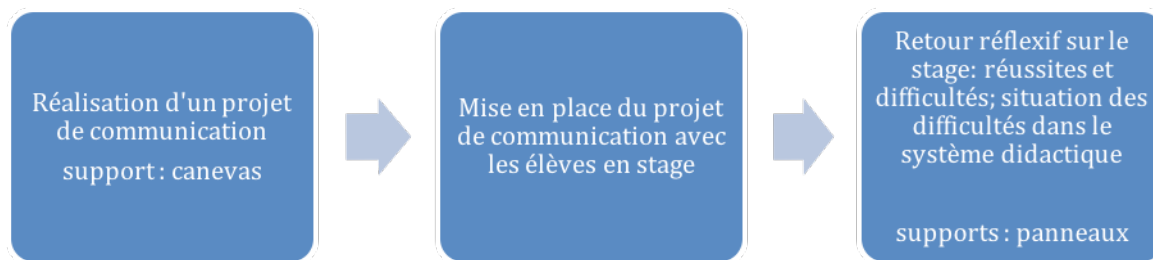 Réalisation d'un projet
de communication
support : canevas
Mise en place du projet
de communication avec
les élèves en stage
Retour réflexif sur le
stage: réussites et
difficultés; situation des
difficultés dans le
système didactique
supports : panneaux